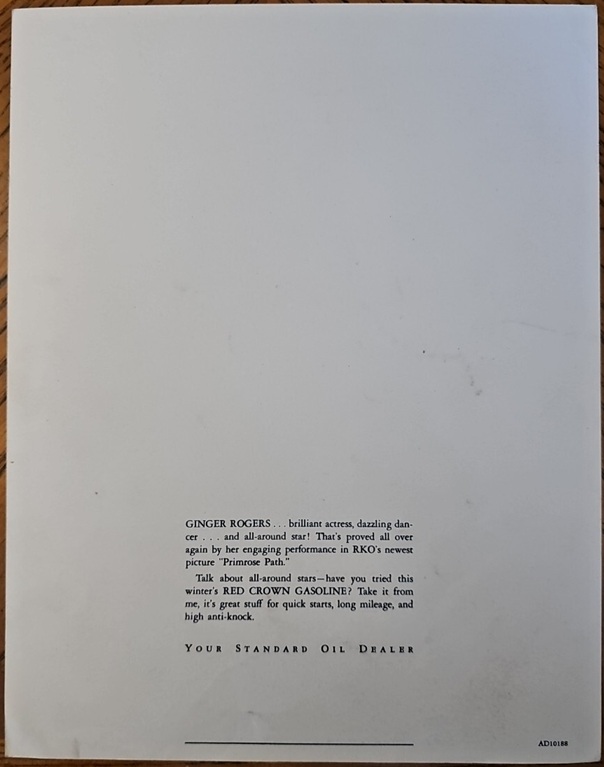 GINGER ROGERS . . . brilliant actress, dazzling dan-
cer . . . and all-around star! That's proved all over
again by her engaging performance in RKO's newest
picture "Primrose Path."
Talk about all-around stars—have you tried this
winter's RED CROWN GASOLINE? Take it from
me, it's great stuff for quick starts, long mileage, and
high anti-knock.
YOUR STANDARD OIL DEALER
AD10188